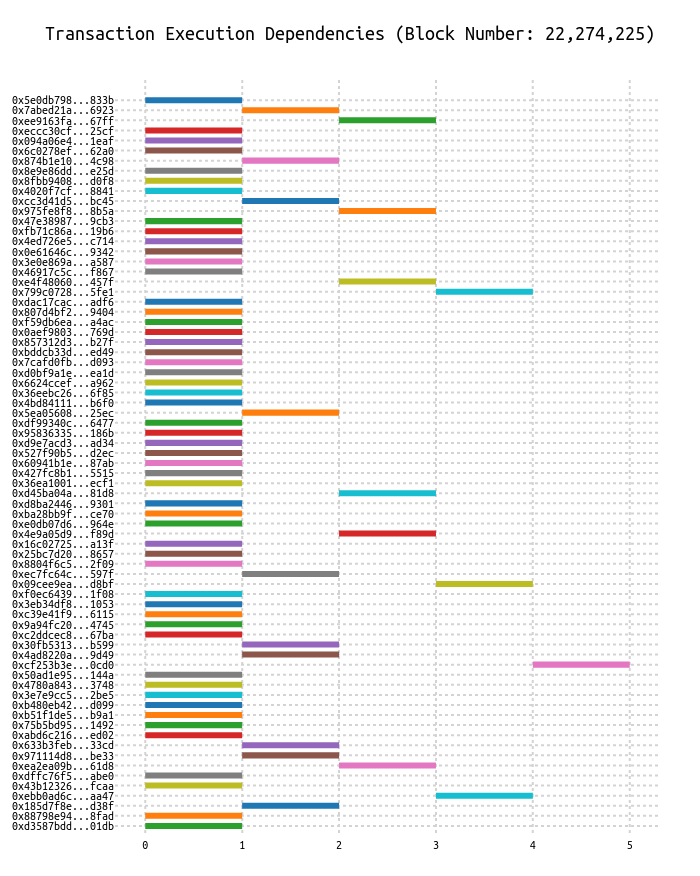 Transaction Execution Dependencies (Block Number: 22,274,225)
0x5e0db798...833b
0x7abed21a...6923
0xee9163fa...67ff
0xeccc30cf...25cf
0x094a06e4...1eaf
0x6c0278ef...62a0
0x874b1e10...4c98
0x8e9e86dd...e25d
0x8fbb9408...d0f8
0x4020f7cf...8841
0xcc3d41d5...bc45
0x975fe8f8...8b5a
0x47e38987...9cb3
0xfb71c86a...19b6
0x4ed726e5...c714
0x0e61646c...9342
0x3e0e869a...a587
0x46917c5c...f867
0xe4f48060...457f
0x799c0728...5fe1
0xdac17cac...adf6
0x807d4bf2...9404
0xf59db6ea...a4ac
0x0aef9803...769d
0x857312d3...b27f
0xbddcb33d...ed49
0x7cafd0fb...d093
0xd0bf9a1e...ea1d
0x6624ccef...a962
0x36eebc26...6f85
0x4bd84111...b6f0
0x5ea05608...25ec
0xdf99340c...6477
0x95836335...186b
0xd9e7acd3...ad34
0x527f90b5...d2ec
0x60941b1e...87ab
0x427fc8b1...5515
0x36ea1001...ecf1
0xd45ba04a...81d8
0xd8ba2446...9301
0xba28bb9f...ce70
0xe0db07d6...964e
0x4e9a05d9...f89d
0x16c02725...a13f
0x25bc7d20...8657
0x8804f6c5...2f09
0xec7fc64c...597f
0x09cee9ea...d8bf
0xf0ec6439...1f08
0x3eb34df8...1053
0xc39e41f9...6115
0x9a94fc20...4745
0xc2ddcec8...67ba
0x30fb5313...b599
0x4ad8220a...9d49
0xcf253b3e...0cd0
0x50ad1e95...144a
0x4780a843...3748
0x3e7e9cc5...2be5
0xb480eb42...d099
0xb51f1de5...b9a1
0x75b5bd95...1492
0xabd6c216...ed02
0x633b3feb...33cd
0x971114d8...be33
0xea2ea09b...61d8
0xdffc76f5...abe0
0x43b12326...fcaa
0xebb0ad6c...aa47
0x185d7f8e...d38f
0x88798e94...8fad
0xd3587bdd...01db
0 1 2 3 4 5